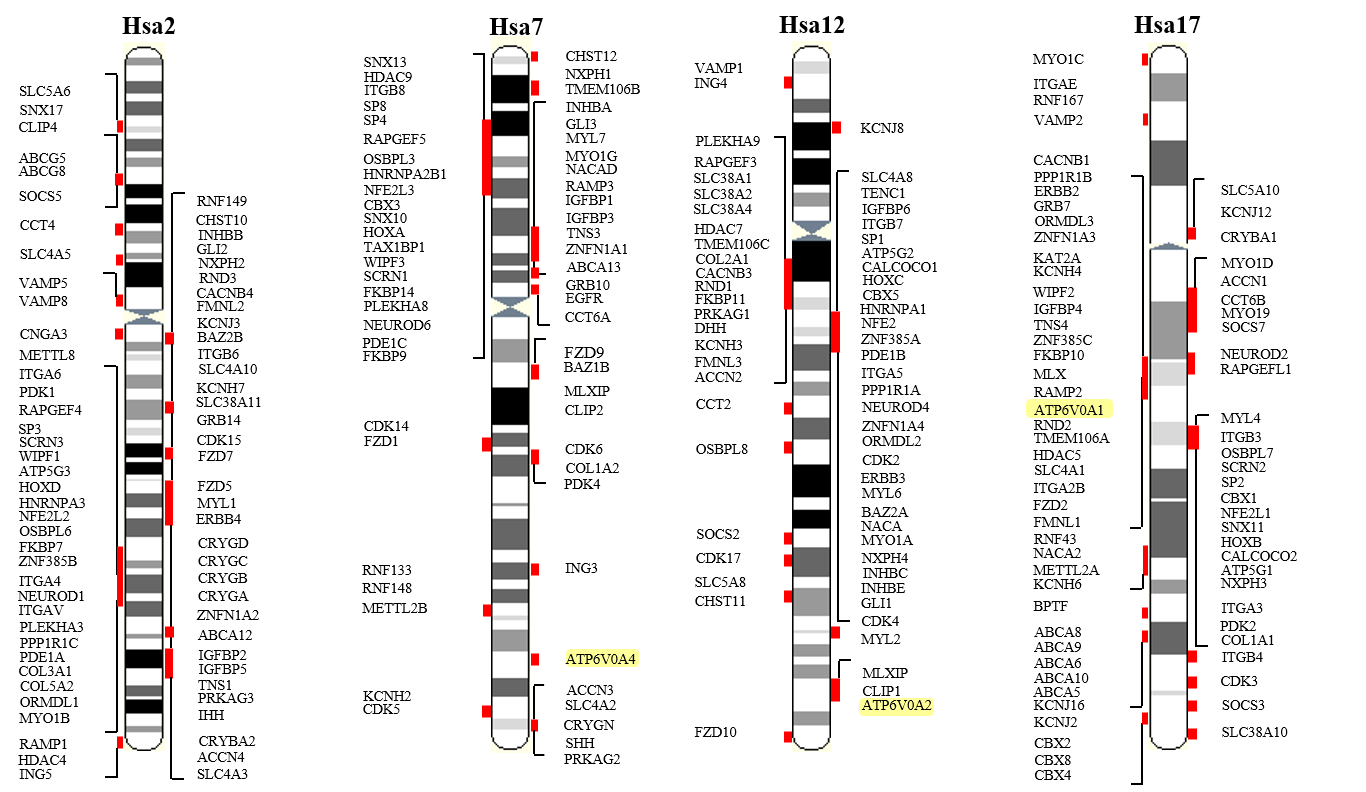 Hsa2
Hsa7
Hsa12
Hsa17
SLC5A6
SNX17
CLIP4
ABCG5
ABCG8
SOCS5
CCT4
SLC4A5
VAMP5
VAMP8
CNGA3
METTL8
ITGA6
PDK1
RAPGEF4
SP3
SCRN3
WIPF1
ATP5G3
HOXD
HNRNPA3
NFE2L2
OSBPL6
FKBP7
ZNF385B
ITGA4
NEUROD1
ITGAV
PLEKHA3
PPP1R1C
PDE1A
COL3A1
COL5A2
ORMDL1
MYO1B
RAMP1
HDAC4
ING5
RNF149
CHST10
INHBB
GLI2
NXPH2
RND3
CACNB4
FMNL2
KCNJ3
BAZ2B
ITGB6
SLC4A10
KCNH7
SLC38A11
GRB14
CDK15
FZD7
FZD5
MYL1
ERBB4
CRYGD
CRYGC
CRYGB
CRYGA
ZNFN1A2
ABCA12
IGFBP2
IGFBP5
TNS1
PRKAG3
IHH
CRYBA2
ACCN4
SLC4A3
SNX13
HDAC9
ITGB8
SP8
SP4
RAPGEF5
OSBPL3
HNRNPA2B1
NFE2L3
CBX3
SNX10
HOXA
TAX1BP1
WIPF3
SCRN1
FKBP14
PLEKHA8
NEUROD6
PDE1C
FKBP9
CDK14
FZD1
RNF133
RNF148
METTL2B
KCNH2
CDK5
CHST12
NXPH1
TMEM106B
INHBA
GLI3
MYL7
MYO1G
NACAD
RAMP3
IGFBP1
IGFBP3
TNS3
ZNFN1A1
ABCA13
GRB10
EGFR
CCT6A
FZD9
BAZ1B
MLXIP
CLIP2
CDK6
COL1A2
PDK4
ING3
ATP6V0A4
ACCN3
SLC4A2
CRYGN
SHH
PRKAG2
VAMP1
ING4
PLEKHA9
RAPGEF3
SLC38A1
SLC38A2
SLC38A4
HDAC7
TMEM106C
COL2A1
CACNB3
RND1
FKBP11
PRKAG1
DHH
KCNH3
FMNL3
ACCN2
CCT2
OSBPL8
SOCS2
CDK17
SLC5A8
CHST11
FZD10
KCNJ8
SLC4A8
TENC1
IGFBP6
ITGB7
SP1
ATP5G2
CALCOCO1
HOXC
CBX5
HNRNPA1
NFE2
ZNF385A
PDE1B
ITGA5
PPP1R1A
NEUROD4
ZNFN1A4
ORMDL2
CDK2
ERBB3
MYL6
BAZ2A
NACA
MYO1A
NXPH4
INHBC
INHBE
GLI1
CDK4
MYL2
MLXIP
CLIP1
ATP6V0A2
MYO1C
ITGAE
RNF167
VAMP2
CACNB1
PPP1R1B
ERBB2
GRB7
ORMDL3
ZNFN1A3
KAT2A
KCNH4
WIPF2
IGFBP4
TNS4
ZNF385C
FKBP10
MLX
RAMP2
ATP6V0A1
RND2
TMEM106A
HDAC5
SLC4A1
ITGA2B
FZD2
FMNL1
RNF43
NACA2
METTL2A
KCNH6
BPTF
ABCA8
ABCA9
ABCA6
ABCA10
ABCA5
KCNJ16
KCNJ2
CBX2
CBX8
CBX4
SLC5A10
KCNJ12
CRYBA1
MYO1D
ACCN1
CCT6B
MYO19
SOCS7
NEUROD2
RAPGEFL1
MYL4
ITGB3
OSBPL7
SCRN2
SP2
CBX1
NFE2L1
SNX11
HOXB
CALCOCO2
ATP5G1
NXPH3
ITGA3
PDK2
COL1A1
ITGB4
CDK3
SOCS3
SLC38A10